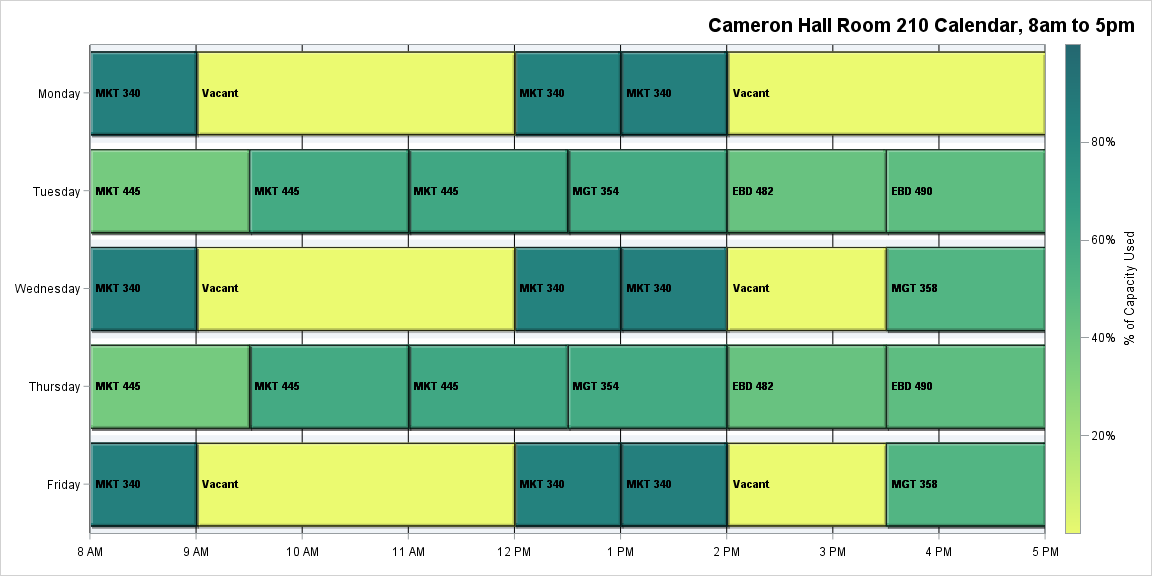 Cameron Hall Room 210 Calendar, 8am to 5pm
Monday
MKT 340
Vacant
MKT 340
MKT 340
Vacant
Tuesday
MKT 445
MKT 445
MKT 445
MGT 354
EBD 482
EBD 490
Wednesday
MKT 340
Vacant
MKT 340
MKT 340
Vacant
MGT 358
Thursday
MKT 445
MKT 445
MKT 445
MGT 354
EBD 482
EBD 490
Friday
MKT 340
Vacant
MKT 340
MKT 340
Vacant
MGT 358
8 AM
9 AM
10 AM
11 AM
12 PM
1 PM
2 PM
3 PM
4 PM
5 PM
80%
60%
40%
20%
% of Capacity Used